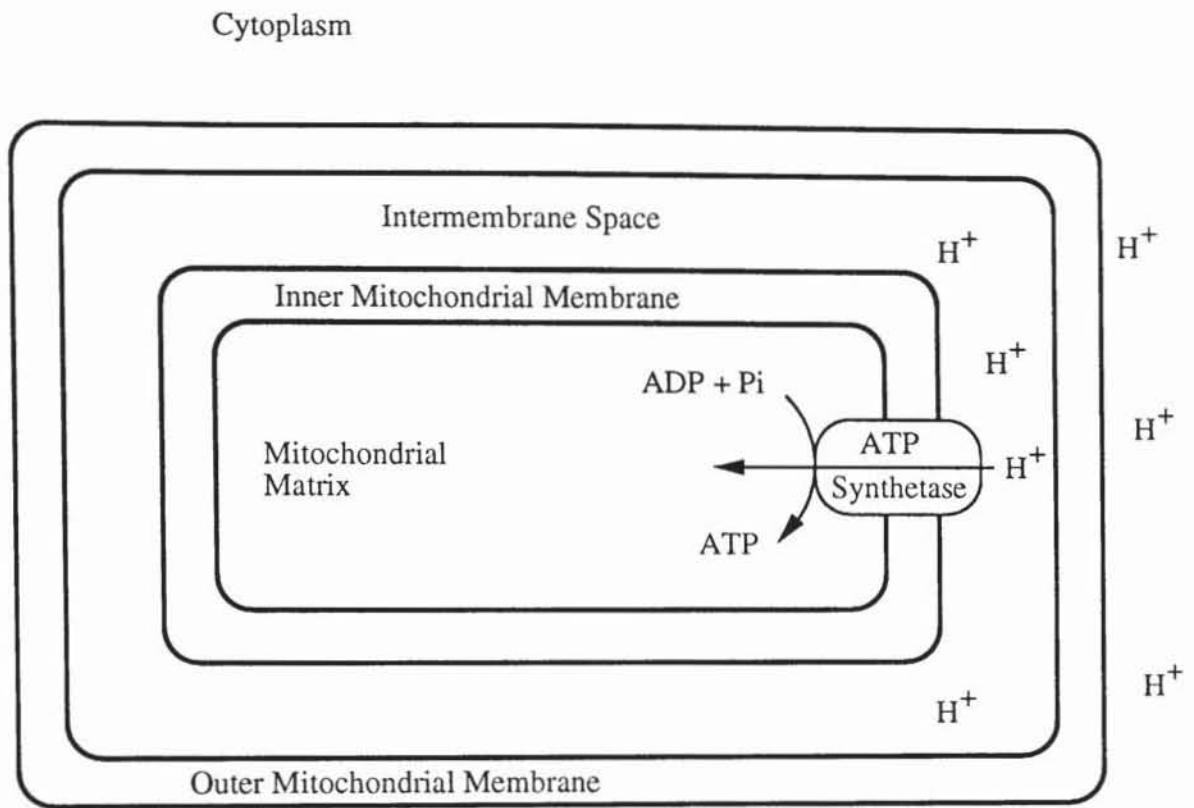 Cytoplasm
Intermembrane Space
H+
H+
Inner Mitochondrial Membrane
H+
ADP + Pi
H+
ATP
Mitochondrial
Matrix
H+
Synthetase
ATP
H+
H+
Outer Mitochondrial Membrane